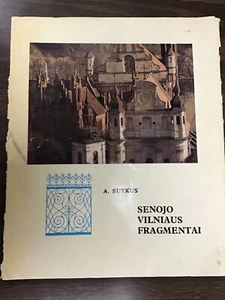 A. SUTKUS
SENOJO
VILNIAUS
FRAGMENTAI